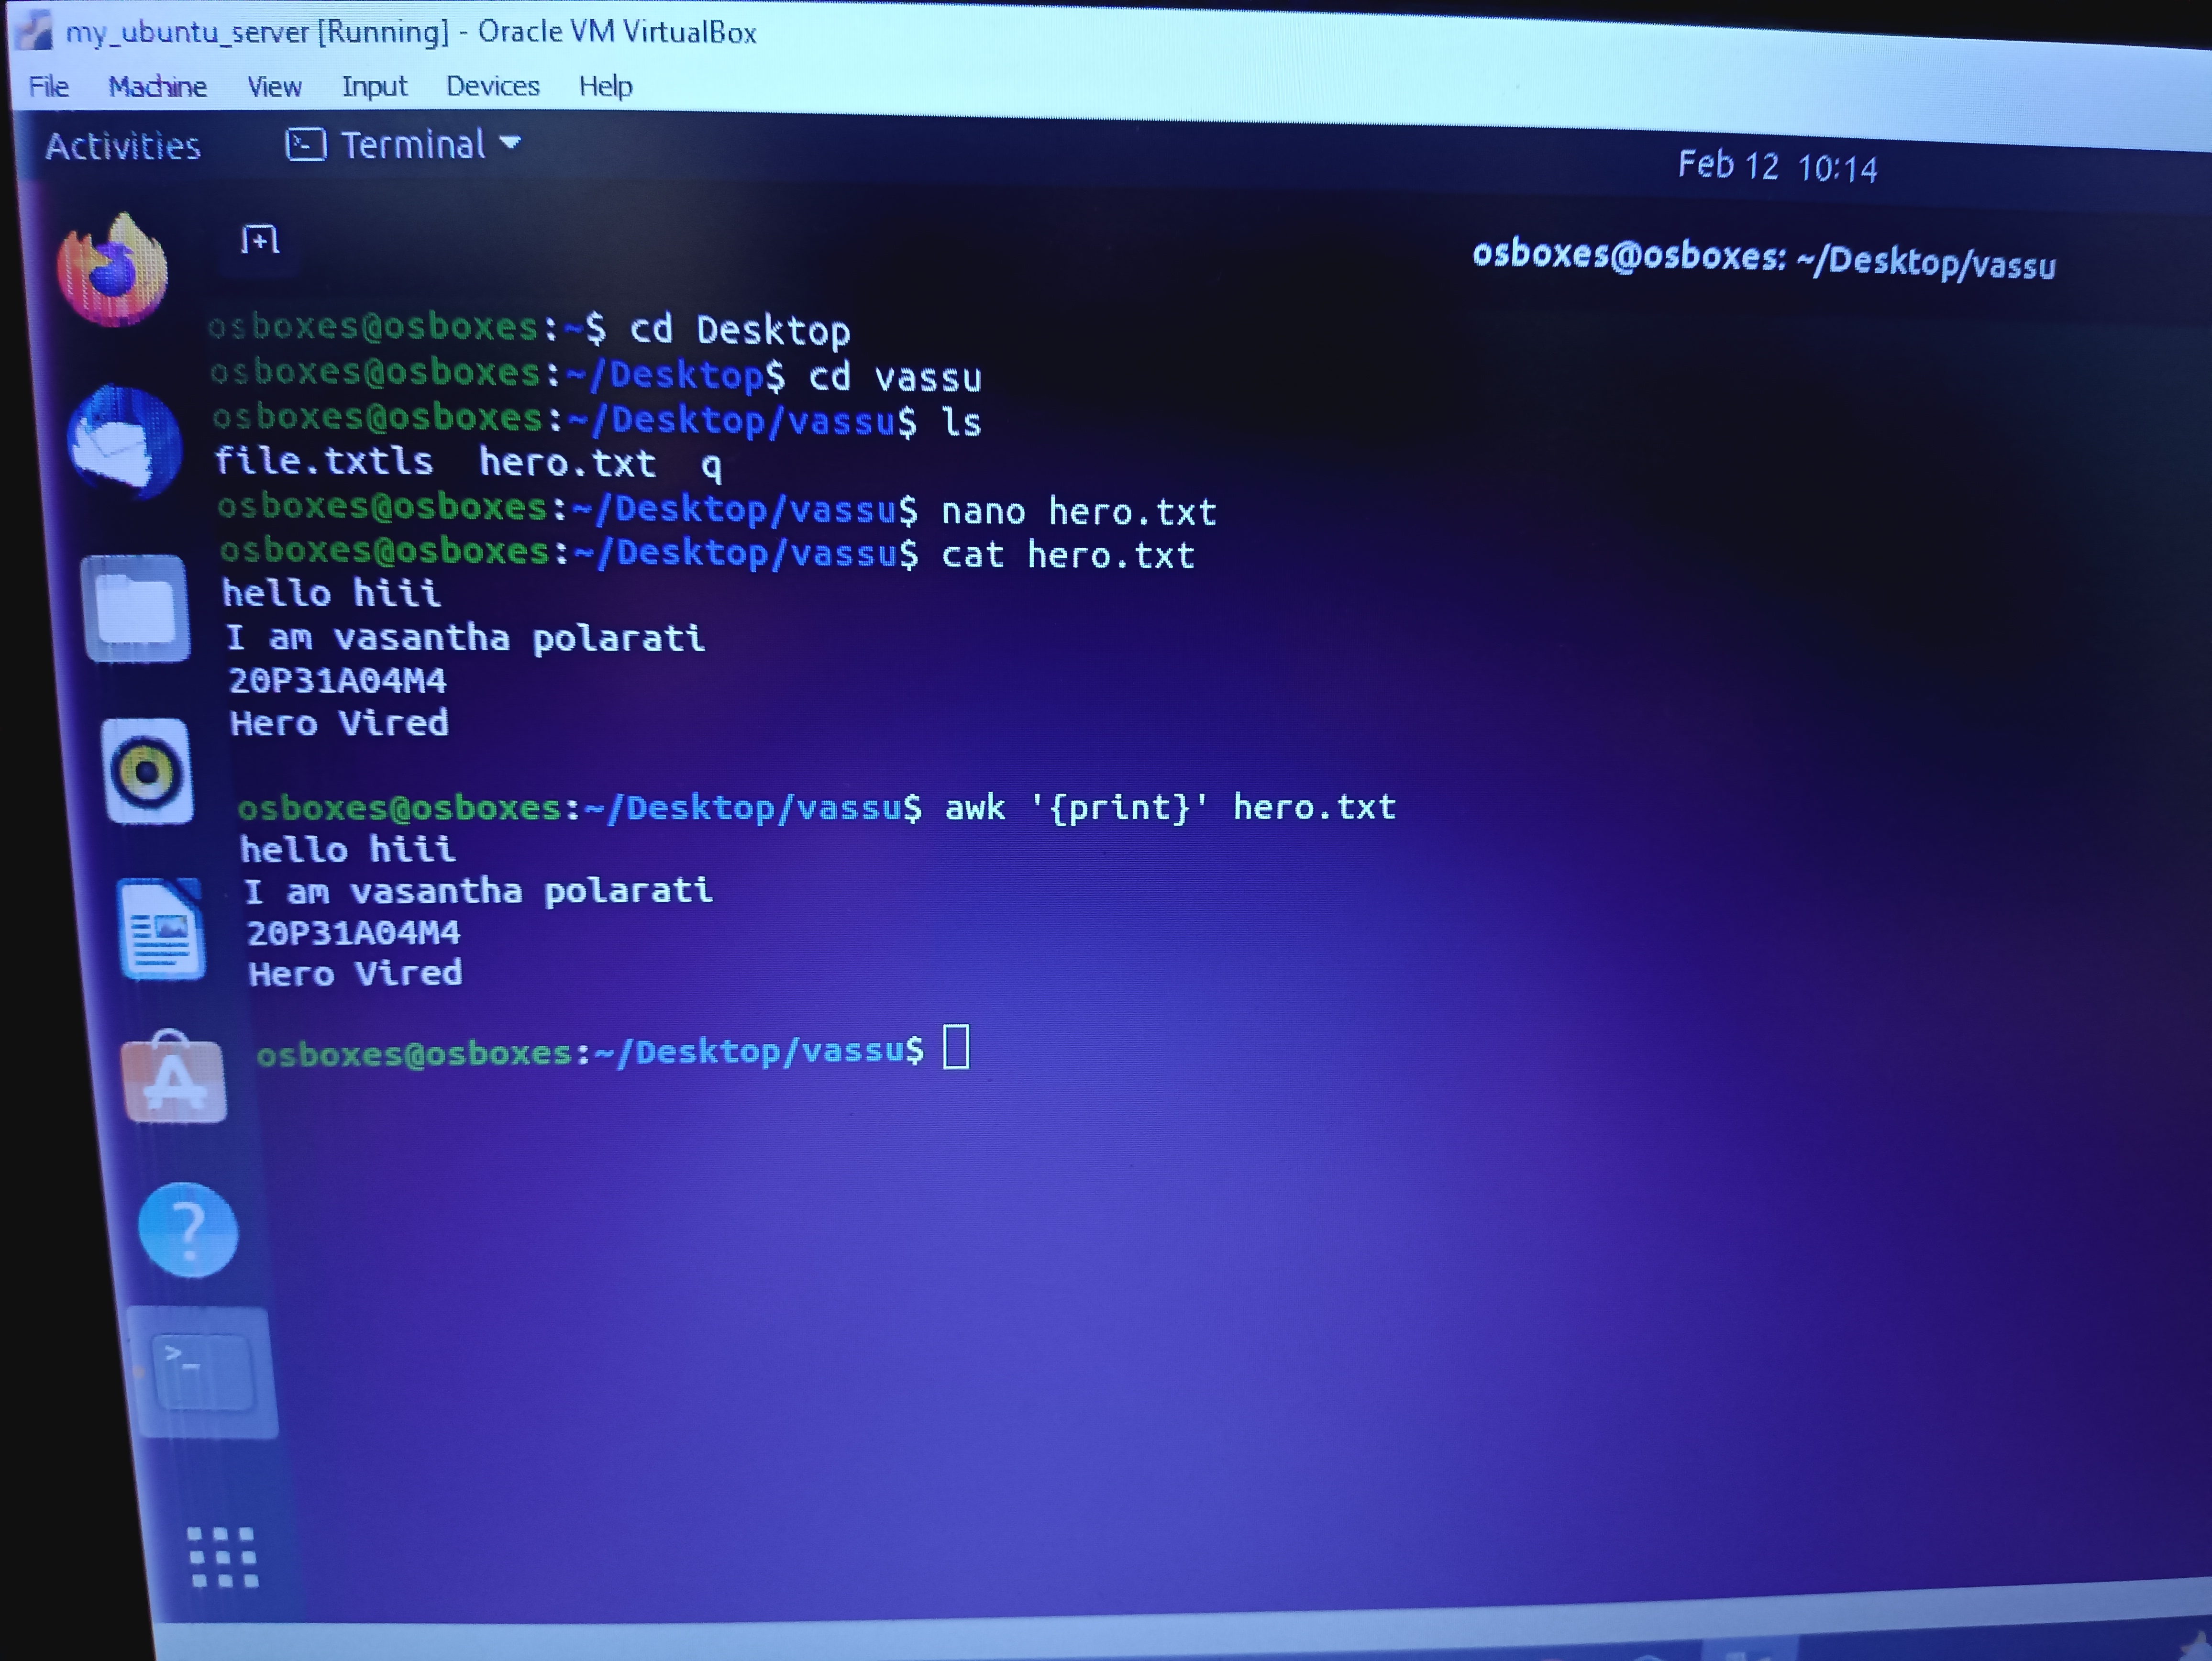 my_ubuntu_server [Running] - Oracle VM VirtualBox
File Machine View Input Devices Help
Activities Terminal Feb 12 10:14
osboxes@osboxes: ~/Desktop/vassu
osboxes@osboxes:~$ cd Desktop
osboxes@osboxes:~/Desktop$ cd vassu
osboxes@osboxes:~/Desktop/vassu$ ls
file.txtls hero.txt q
osboxes@osboxes:~/Desktop/vassu$ nano hero.txt
osboxes@osboxes:~/Desktop/vassu$ cat hero.txt
hello hiii
I am vasantha polarati
20P31A04M4
Hero Vired
osboxes@osboxes:~/Desktop/vassu$ awk '{print}' hero.txt
hello hiii
I am vasantha polarati
20P31A04M4
Hero Vired
osboxes@osboxes:~/Desktop/vassu$